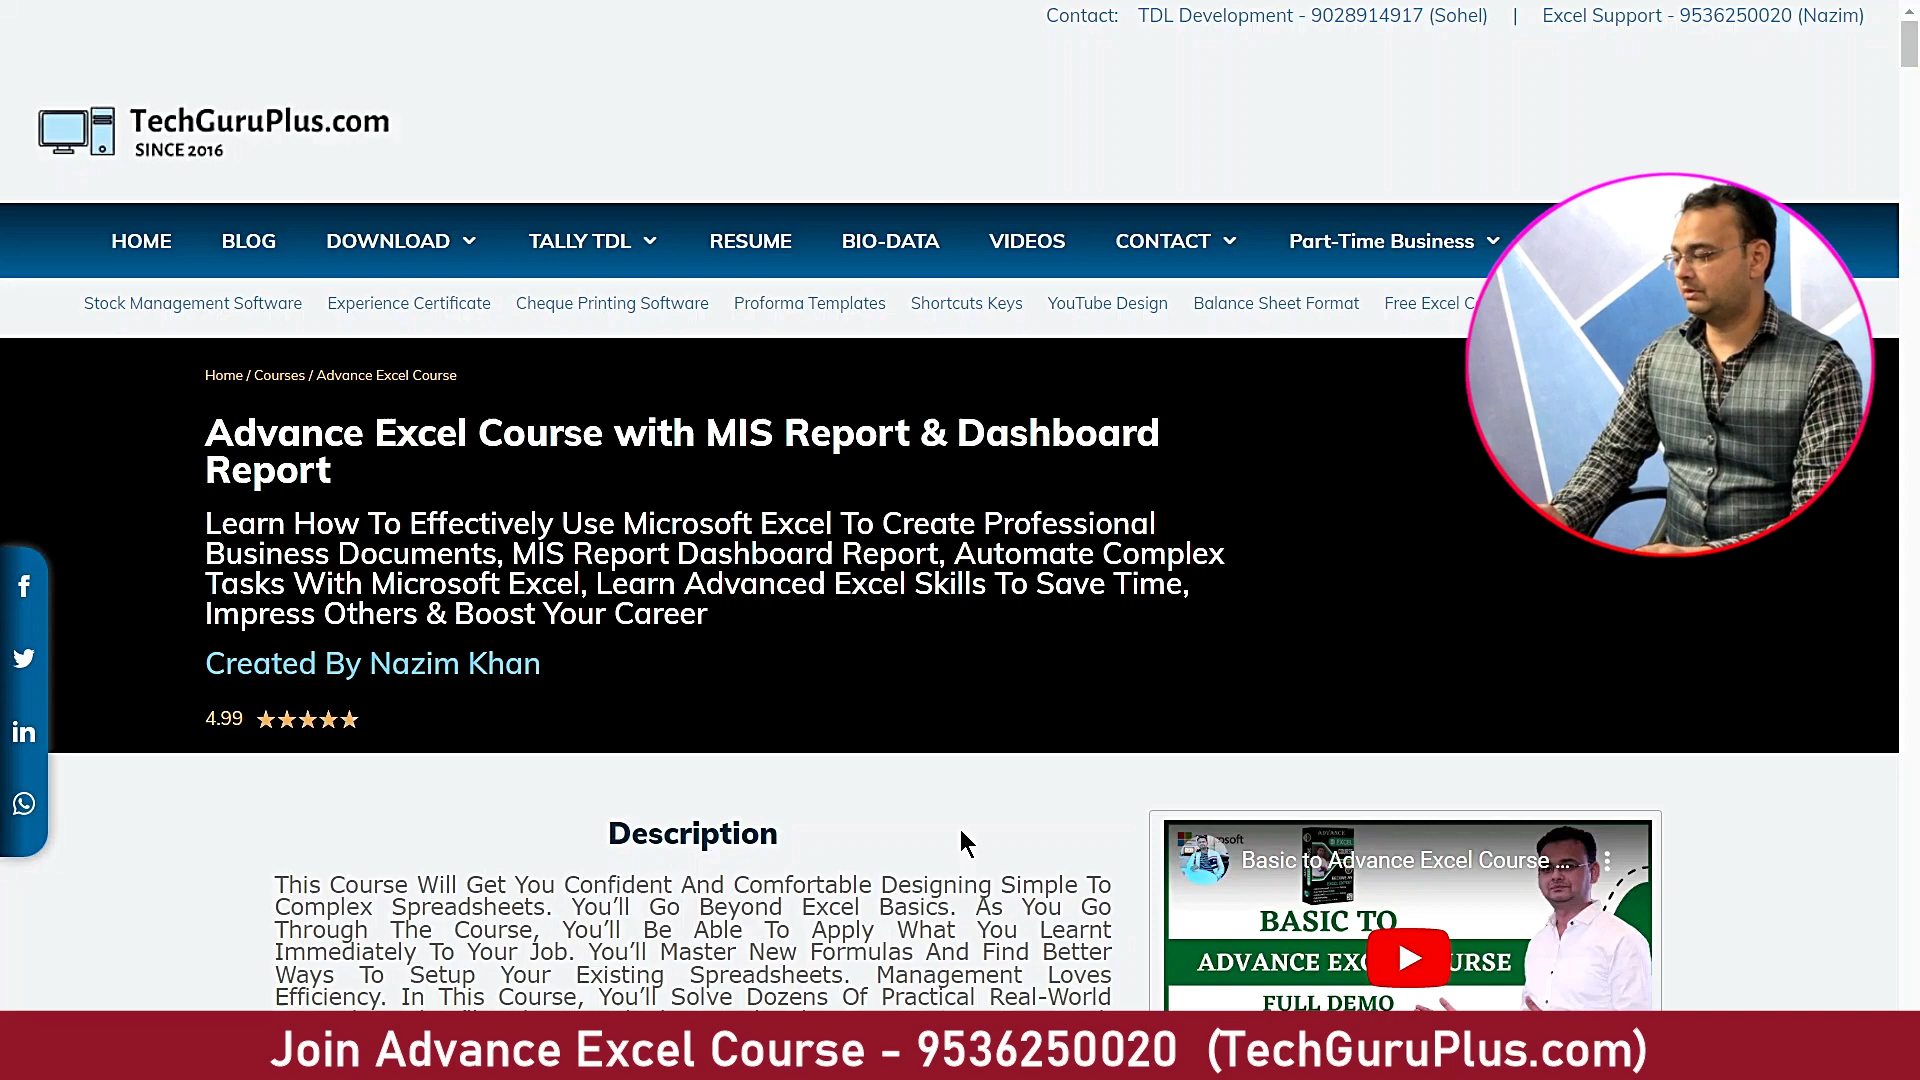 Contact: TDL Development - 9028914917 (Sohel) | Excel Support - 9536250020 (Nazim)
TechGuruPlus.com
SINCE 2016
HOME BLOG DOWNLOAD TALLY TDL RESUME BIO-DATA VIDEOS CONTACT Part-Time Business
Stock Management Software Experience Certificate Cheque Printing Software Proforma Templates Shortcuts Keys YouTube Design Balance Sheet Format Free Excel
Home / Courses / Advance Excel Course
Advance Excel Course with MIS Report & Dashboard
Report
Learn How To Effectively Use Microsoft Excel To Create Professional
Business Documents, MIS Report Dashboard Report, Automate Complex
Tasks With Microsoft Excel, Learn Advanced Excel Skills To Save Time,
Impress Others & Boost Your Career
Created By Nazim Khan
4.99
f
in
Description
This Course Will Get You Confident And Comfortable Designing Simple To
Complex Spreadsheets. You’ll Go Beyond Excel Basics. As You Go
Through The Course, You’ll Be Able To Apply What You Learnt
Immediately To Your Job. You’ll Master New Formulas And Find Better
Ways To Setup Your Existing Spreadsheets. Management Loves
Efficiency. In This Course, You’ll Solve Dozens Of Practical Real-World
Basic to Advance Excel Course ...
BASIC TO
ADVANCE
FULL DEMO
Join Advance Excel Course - 9536250020 (TechGuruPlus.com)